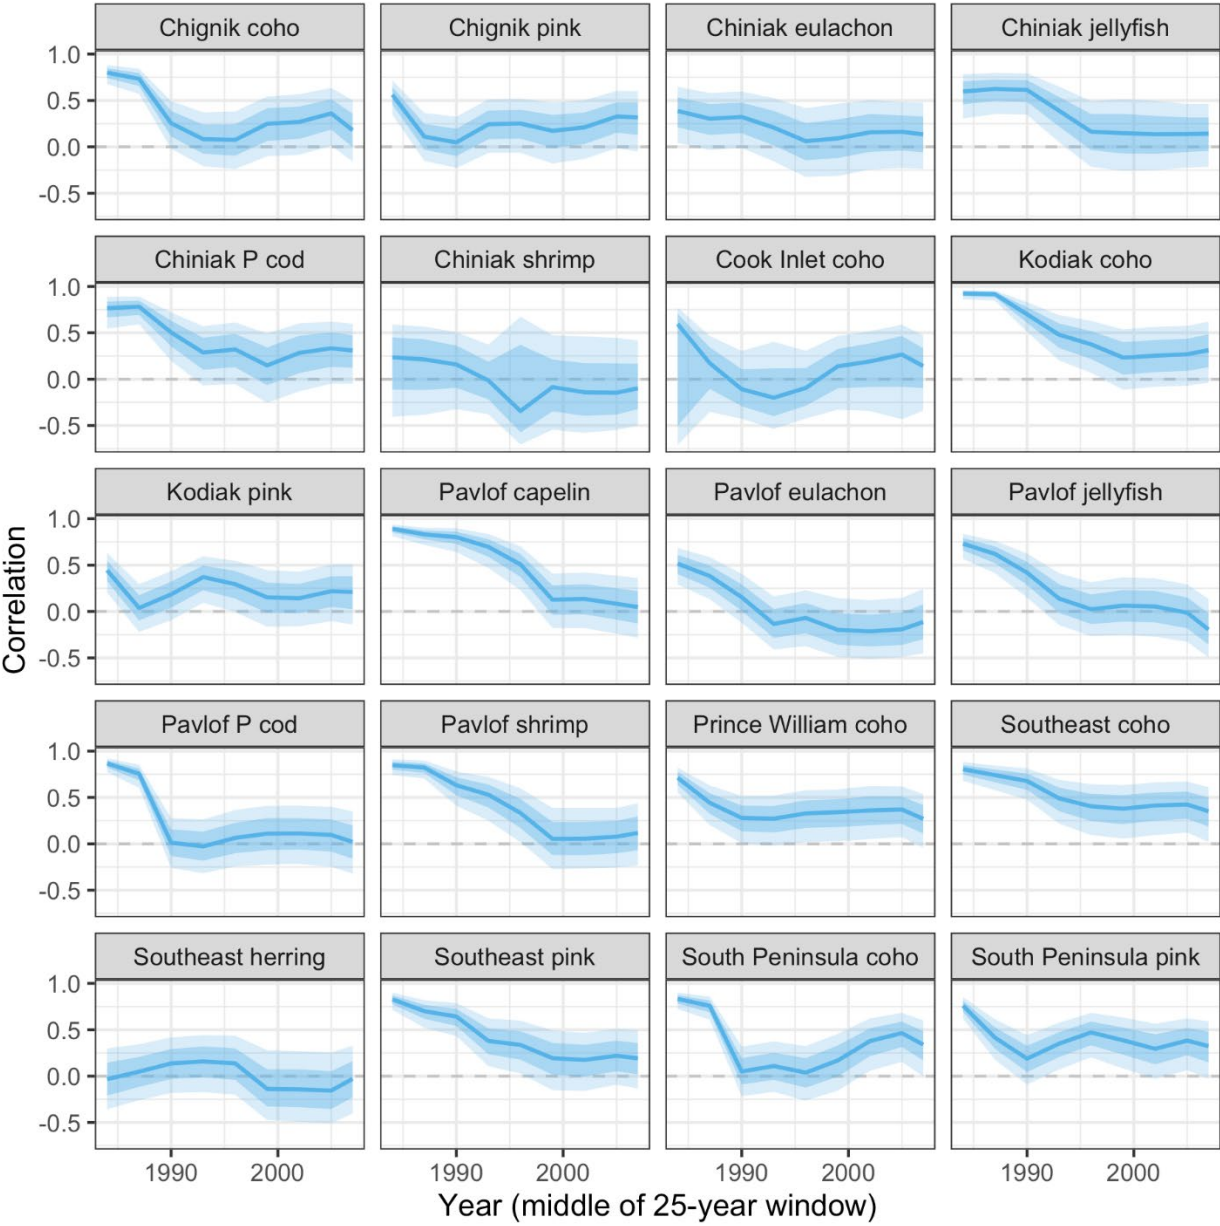 Chignik coho
Chignik pink
Chiniak eulachon
Chiniak jellyfish
1.0
0.5
0.0
-0.5
Chiniak P cod
Chiniak shrimp
Cook Inlet coho
Kodiak coho
1.0
0.5
0.0
-0.5
Kodiak pink
Pavlof capelin
Pavlof eulachon
Pavlof jellyfish
1.0
0.5
0.0
-0.5
Correlation
Pavlof P cod
Pavlof shrimp
Prince William coho
Southeast coho
1.0
0.5
0.0
-0.5
Southeast herring
Southeast pink
South Peninsula coho
South Peninsula pink
1.0
0.5
0.0
-0.5
1990
2000
1990
2000
1990
2000
1990
2000
Year (middle of 25-year window)